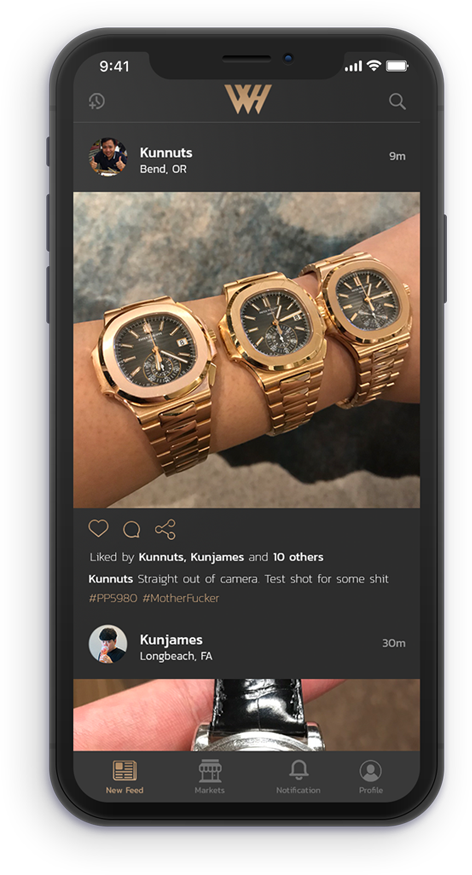 9:41
WH
Kunnuts
9m
Bend, OR
Liked by Kunnuts, Kunjames and 10 others
Kunnuts Straight out of camera. Test shot for some shit
#PP5980 #MotherFucker
Kunjames
30m
Longbeach, FA
New Feed
Markets
Notification
Profile